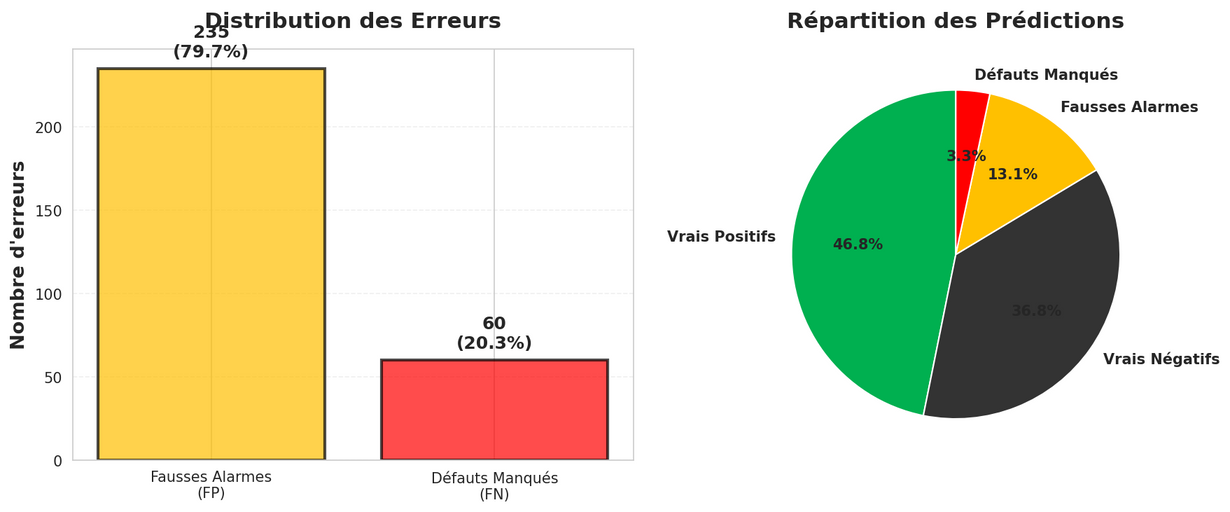 Distribution des Erreurs
235
(79.7%)
60
(20.3%)
Nombre d'erreurs
200
150
100
50
0
Fausses Alarmes
(FP)
Défauts Manqués
(FN)
Répartition des Prédictions
Défauts Manqués
Fausses Alarmes
3.3%
13.1%
Vrais Positifs
46.8%
36.8%
Vrais Négatifs